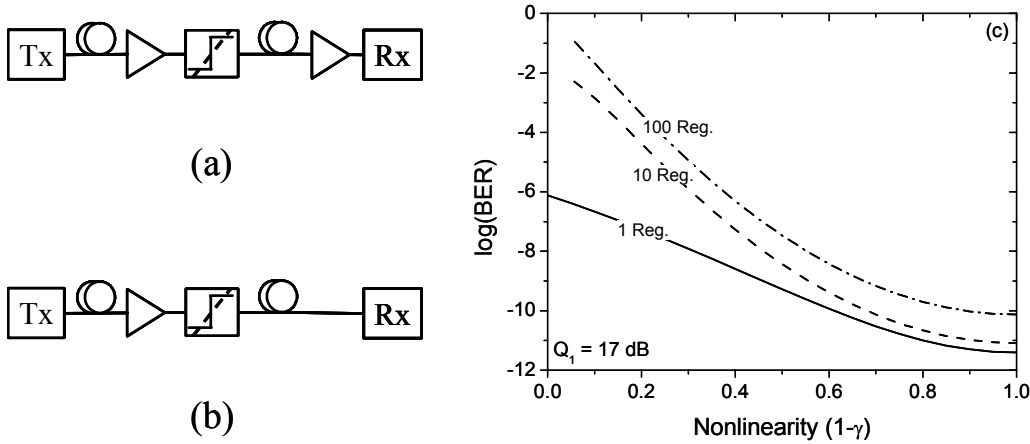 Tx
Rx
(a)
Tx
Rx
(b)
(c)
0
-2
-4
-6
-8
-10
-12
log(BER)
100 Reg.
10 Reg.
1 Reg.
Q₁ = 17 dB
0.0 0.2 0.4 0.6 0.8 1.0
Nonlinearity (1-γ)